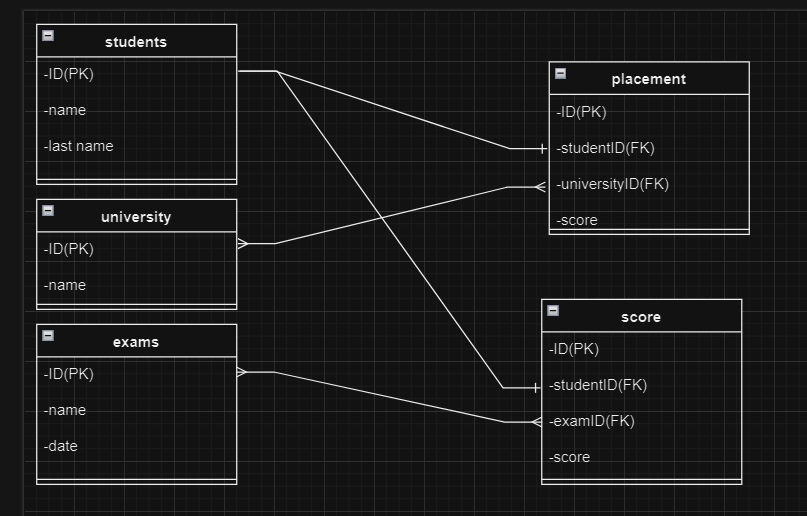 students
-ID(PK)
-name
-last name
university
-ID(PK)
-name
exams
-ID(PK)
-name
-date
placement
-ID(PK)
-studentID(FK)
-universityID(FK)
-score
score
-ID(PK)
-studentID(FK)
-examID(FK)
-score